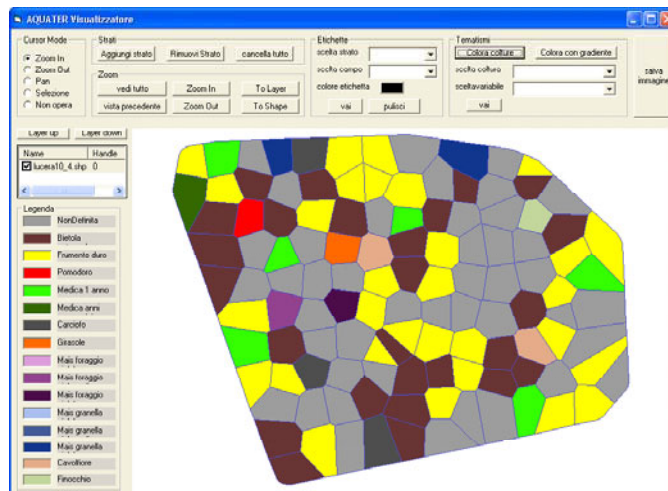 AQUATER Visualizzatore
Cursor Mode
Zoom In
Zoom Out
Pan
Selezione
Non opera
Strati
Aggiungi strato
Rimuovi Strato
cancella tutto
Zoom
vedi tutto
Zoom In
To Layer
vista precedente
Zoom Out
To Shape
Etichette
scelta strato
scelta campo
colore etichetta
vai
pulisci
Tematismi
Colora colture
Colora con gradiente
scelta coltura
sceltavariabile
vai
salva
immagine
Layer up
Layer down
Name
Handle
lucera10_4.shp
0
Legenda
NonDefinita
Bietola
Frumento duro
Pomodoro
Medica 1 anno
Medica anni
Carciofo
Girasole
Mais foraggio
Mais foraggio
Mais foraggio
Mais granella
Mais granella
Mais granella
Cavolfiore
Finocchio